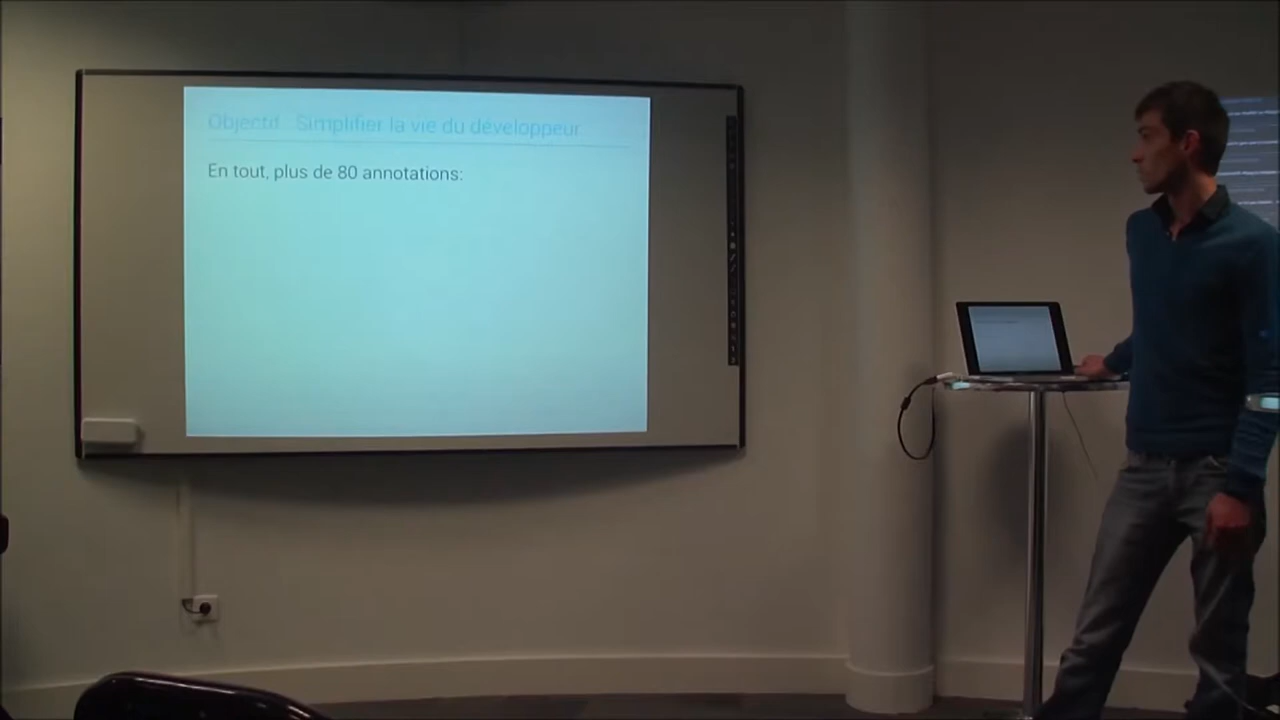 Objectif : Simplifier la vie du développeur
En tout, plus de 80 annotations: